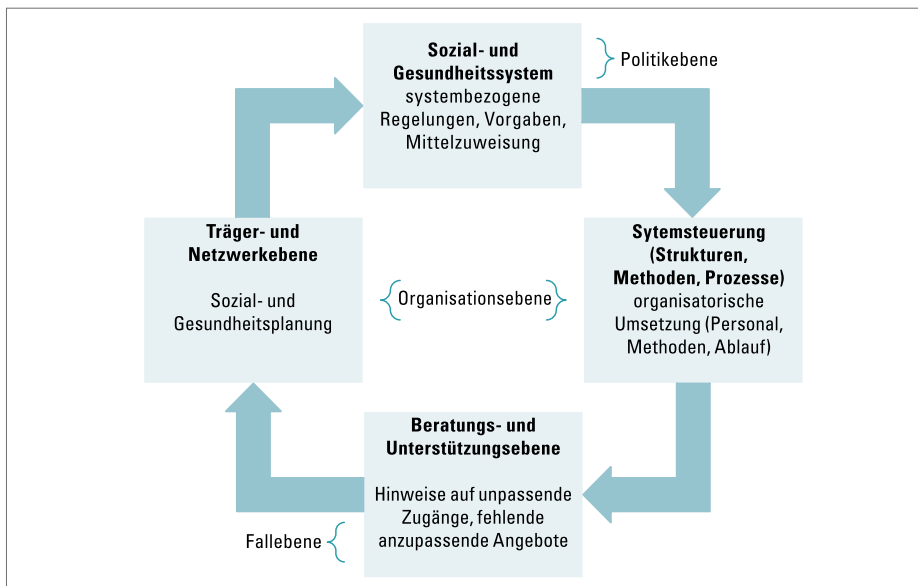 Sozial- und
Gesundheitssystem
systembezogene
Regelungen, Vorgaben,
Mittelzuweisung
Politikebene
Träger- und
Netzwerkebene
Sozial- und
Gesundheitsplanung
Organisationsebene
Sytemsteuerung
(Strukturen,
Methoden, Prozesse)
organisatorische
Umsetzung (Personal,
Methoden, Ablauf)
Beratungs- und
Unterstützungsebene
Hinweise auf unpassende
Zugänge, fehlende
anzupassende Angebote
Fallebene